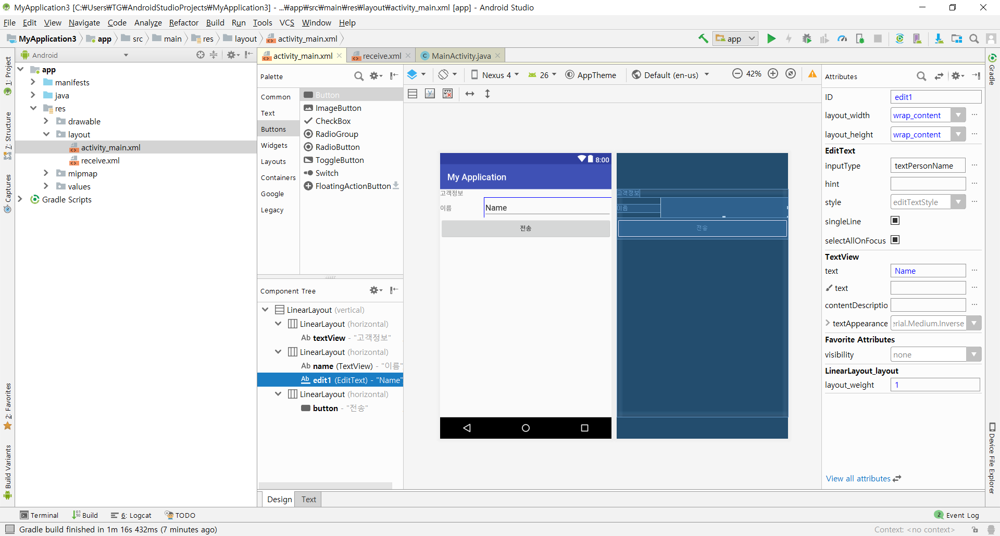 MyApplication3 [C:₩Users₩TG₩AndroidStudioProjects₩MyApplication3] - ...₩app₩src₩main₩res₩layout₩activity_main.xml [app] - Android Studio
File Edit View Navigate Code Analyze Refactor Build Run Tools VCS Window Help
MyApplication3 app src main res layout activity_main.xml app
1: Project
7: Structure
Captures
2: Favorites
Build Variants
Android
app
manifests
java
res
drawable
layout
activity_main.xml
receive.xml
mipmap
values
Gradle Scripts
activity_main.xml receive.xml MainActivity.java
Palette
Common
Text
Buttons
Widgets
Layouts
Containers
Google
Legacy
Button
ImageButton
CheckBox
RadioGroup
RadioButton
ToggleButton
Switch
FloatingActionButton
Component Tree
LinearLayout (vertical)
LinearLayout (horizontal)
Ab textView - "고객정보"
LinearLayout (horizontal)
Ab name (TextView) - "이름"
Ab edit1 (EditText) - "Name"
LinearLayout (horizontal)
button - "전송"
Nexus 4 26 AppTheme Default (en-us) 42%
8:00
My Application
고객정보
이름 Name
전송
고객정보
이름
전송
Design Text
Attributes
ID edit1
layout_width wrap_content
layout_height wrap_content
EditText
inputType textPersonName
hint
style editTextStyle
singleLine
selectAllOnFocus
TextView
text Name
text
contentDescriptio
textAppearance erial.Medium.Inverse
Favorite Attributes
visibility none
LinearLayout_layout
layout_weight 1
View all attributes
Gradle
Device File Explorer
Terminal Build 6: Logcat TODO 2 Event Log
Gradle build finished in 1m 16s 432ms (7 minutes ago) Context: <no context>